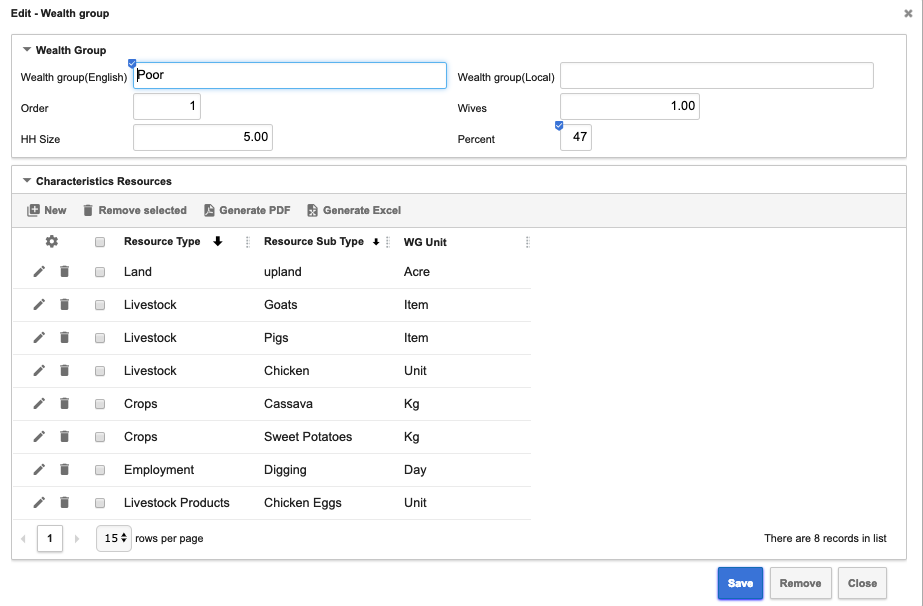 Edit - Wealth group
Wealth Group
Wealth group(English) Poor Wealth group(Local)
Order 1 Wives 1.00
HH Size 5.00 Percent 47
Characteristics Resources
New Remove selected Generate PDF Generate Excel
Resource Type Resource Sub Type WG Unit
Land upland Acre
Livestock Goats Item
Livestock Pigs Item
Livestock Chicken Unit
Crops Cassava Kg
Crops Sweet Potatoes Kg
Employment Digging Day
Livestock Products Chicken Eggs Unit
1 15 rows per page There are 8 records in list
Save Remove Close